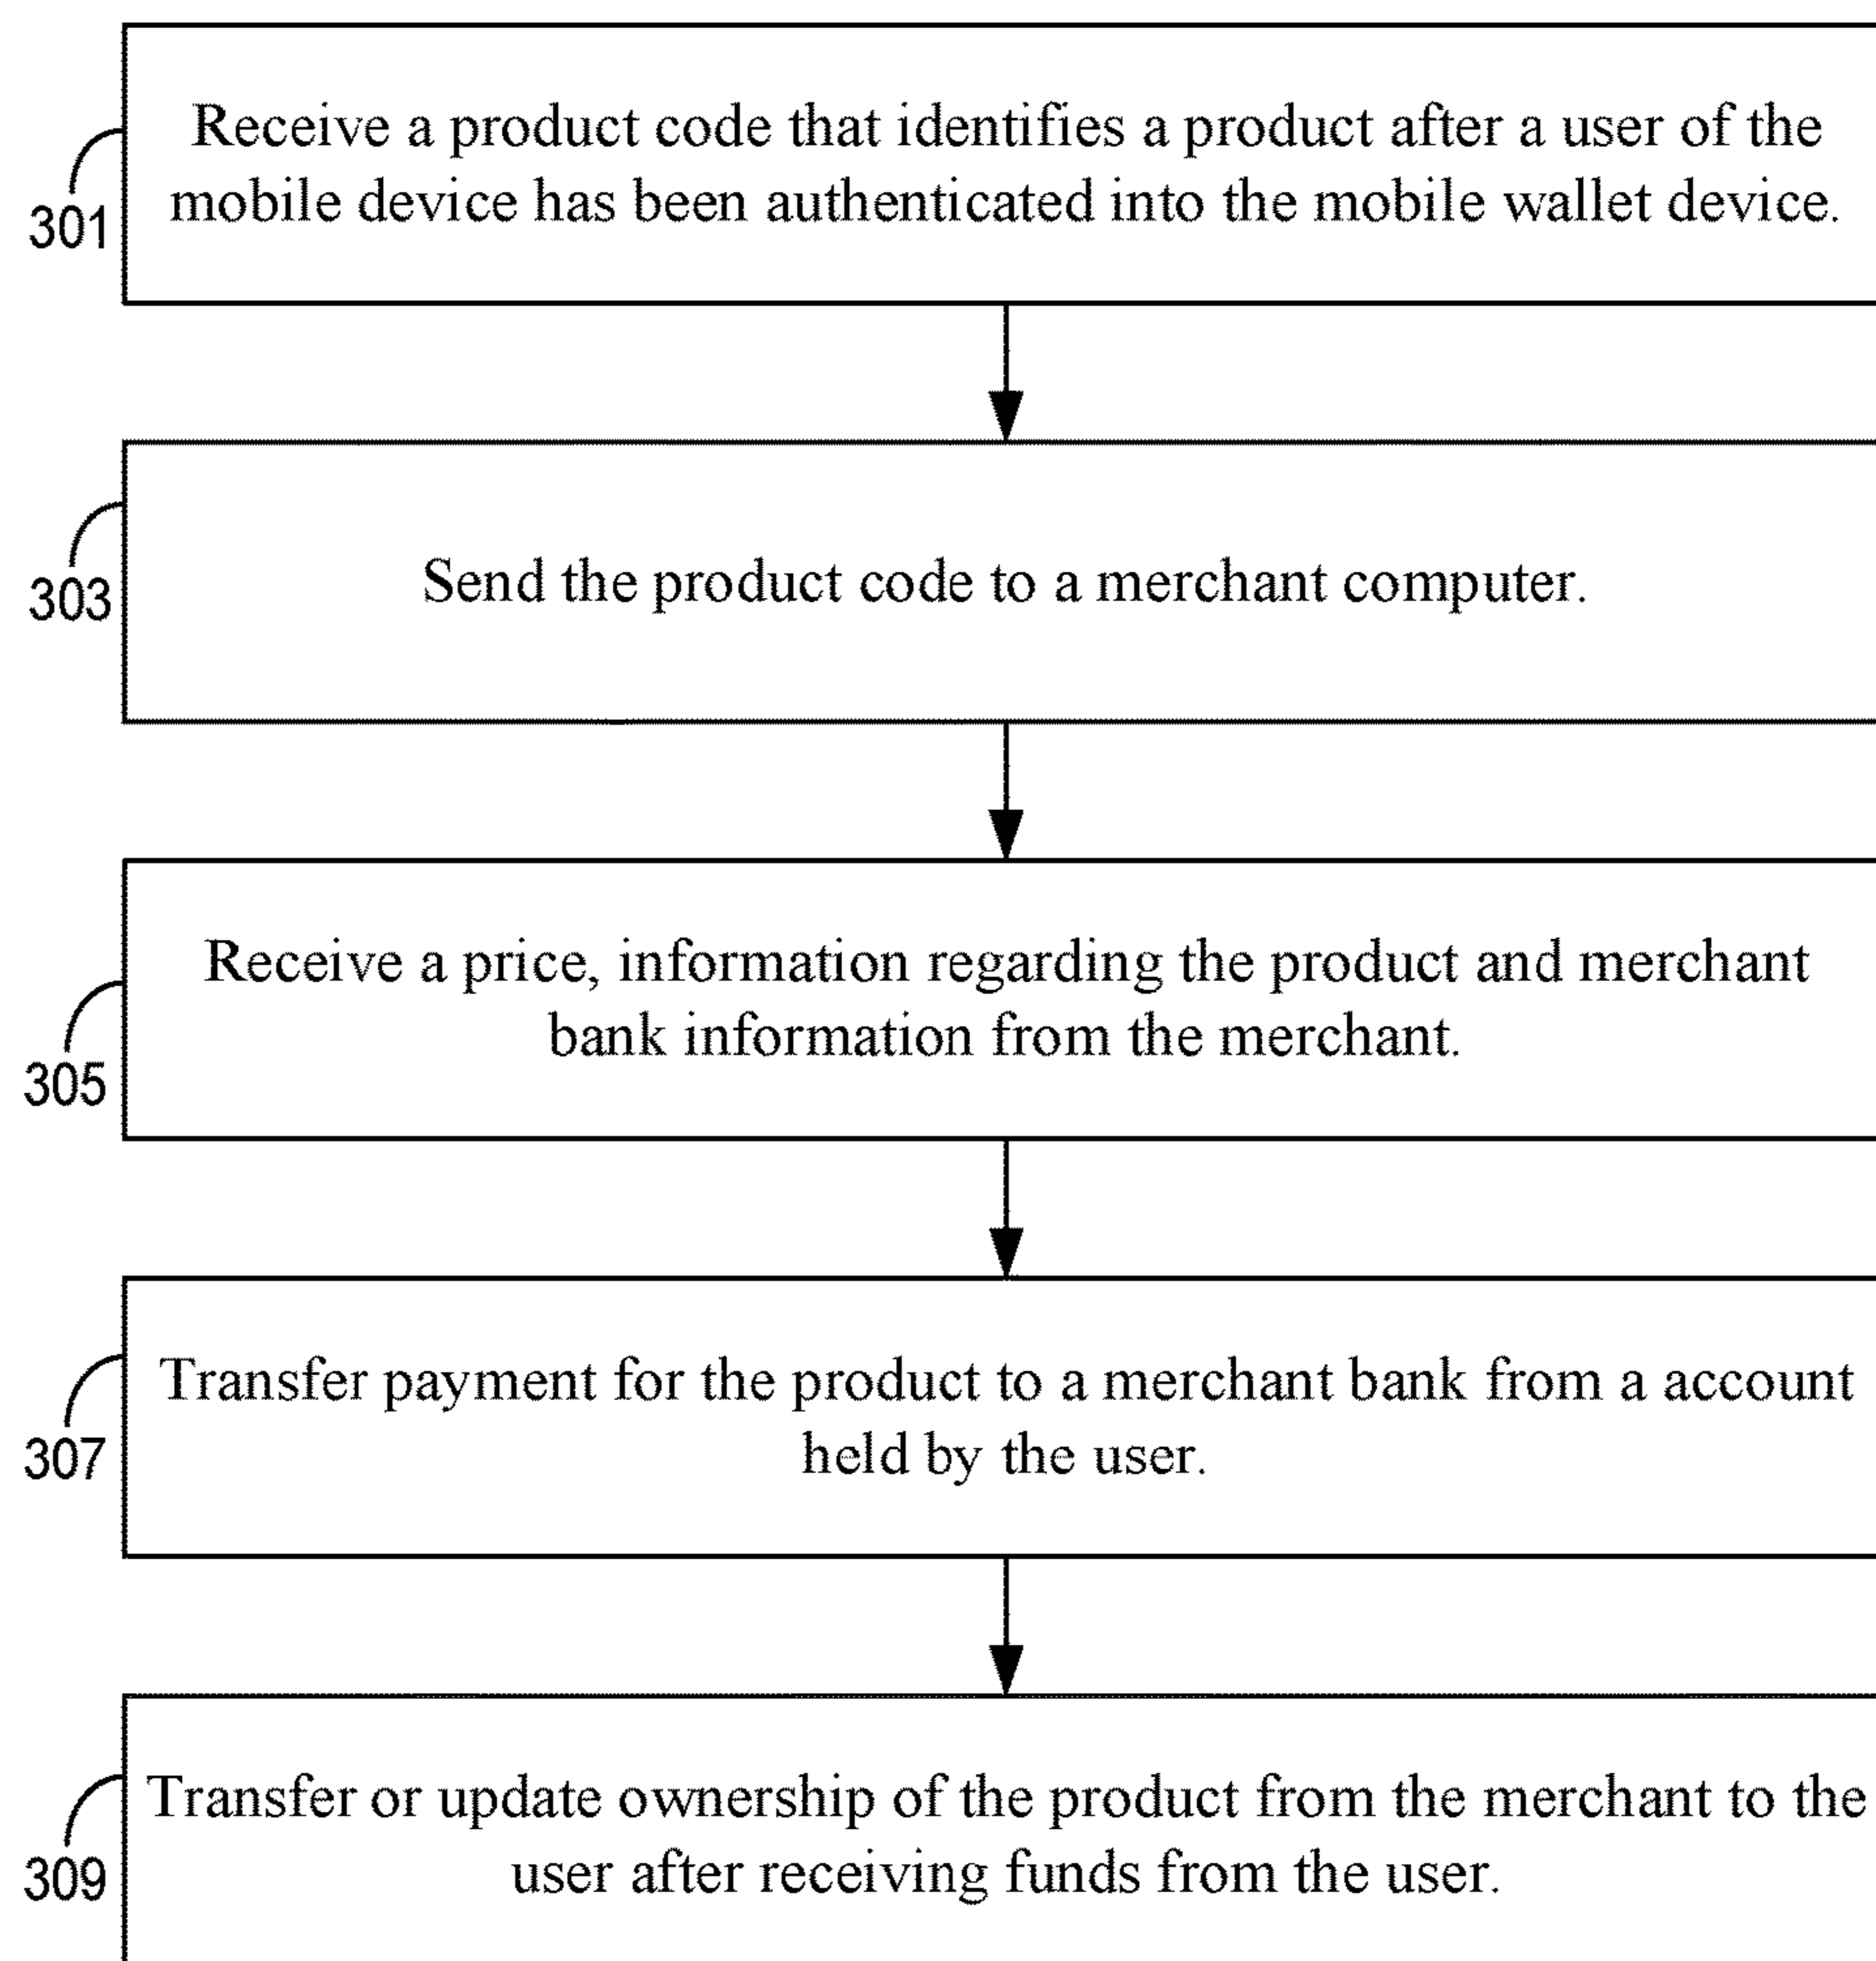 Receive a product code that identifies a product after a user of the
mobile device has been authenticated into the mobile wallet device.
301
Send the product code to a merchant computer.
303
Receive a price, information regarding the product and merchant
bank information from the merchant.
305
Transfer payment for the product to a merchant bank from a account
held by the user.
307
Transfer or update ownership of the product from the merchant to the
user after receiving funds from the user.
309